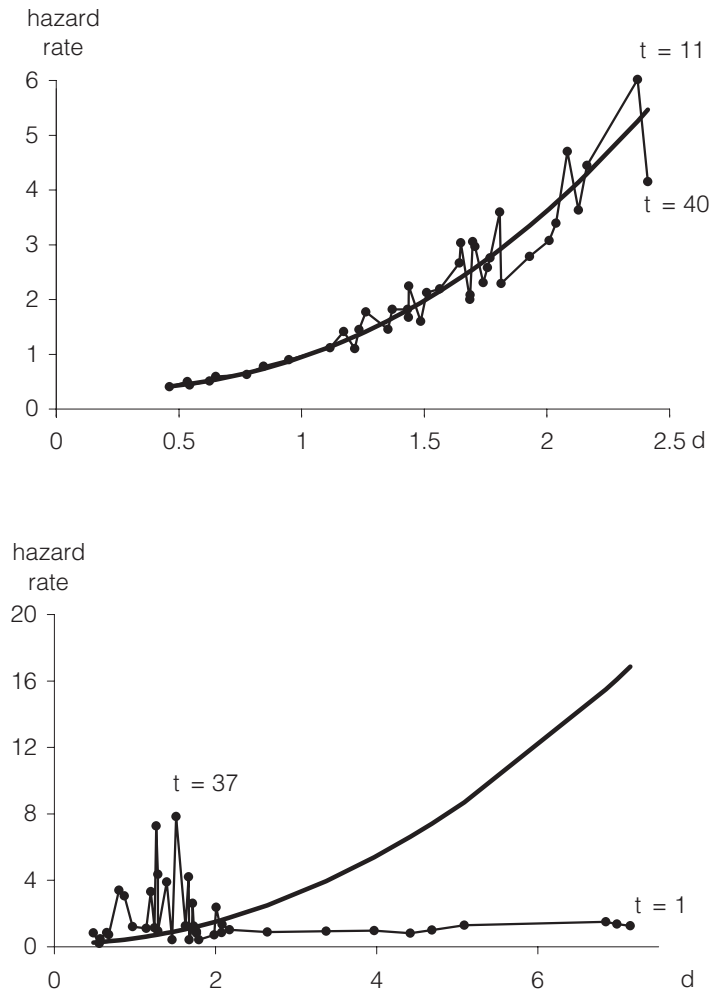 hazard
rate
t = 11
6
5
4
t = 40
3
2
1
0
0 0.5 1 1.5 2 2.5 d
hazard
rate
20
16
12
t = 37
8
4
t = 1
0
0 2 4 6 d